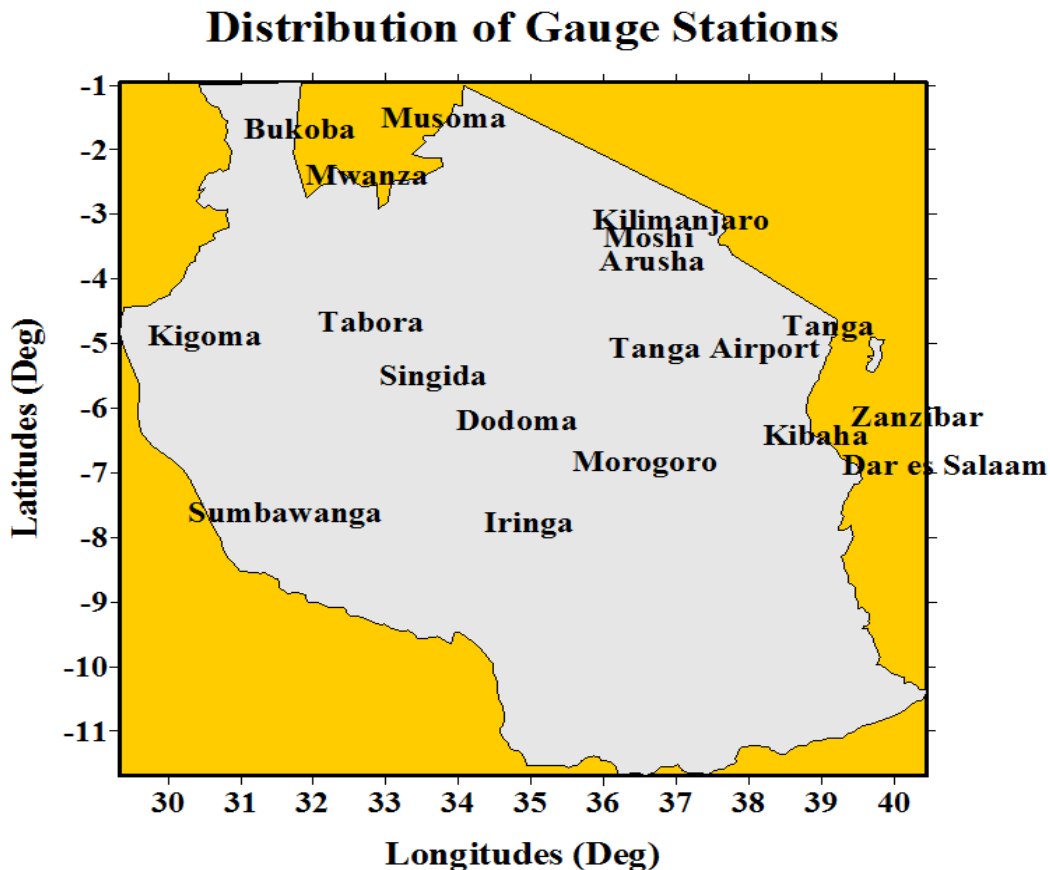 Distribution of Gauge Stations
-1
Musoma
Bukoba
-2
Mwanza
-3
Kilimanjaro
Moshi
Arusha
-4
Tabora
Tanga
Kigoma
-5
Tanga Airport
Singida
-6
Zanzibar
Dodoma
Kibaha
Morogoro
Dar es Salaam
-7
Sumbawanga
Iringa
-8
-9
-10
-11
Latitudes (Deg)
30 31 32 33 34 35 36 37 38 39 40
Longitudes (Deg)